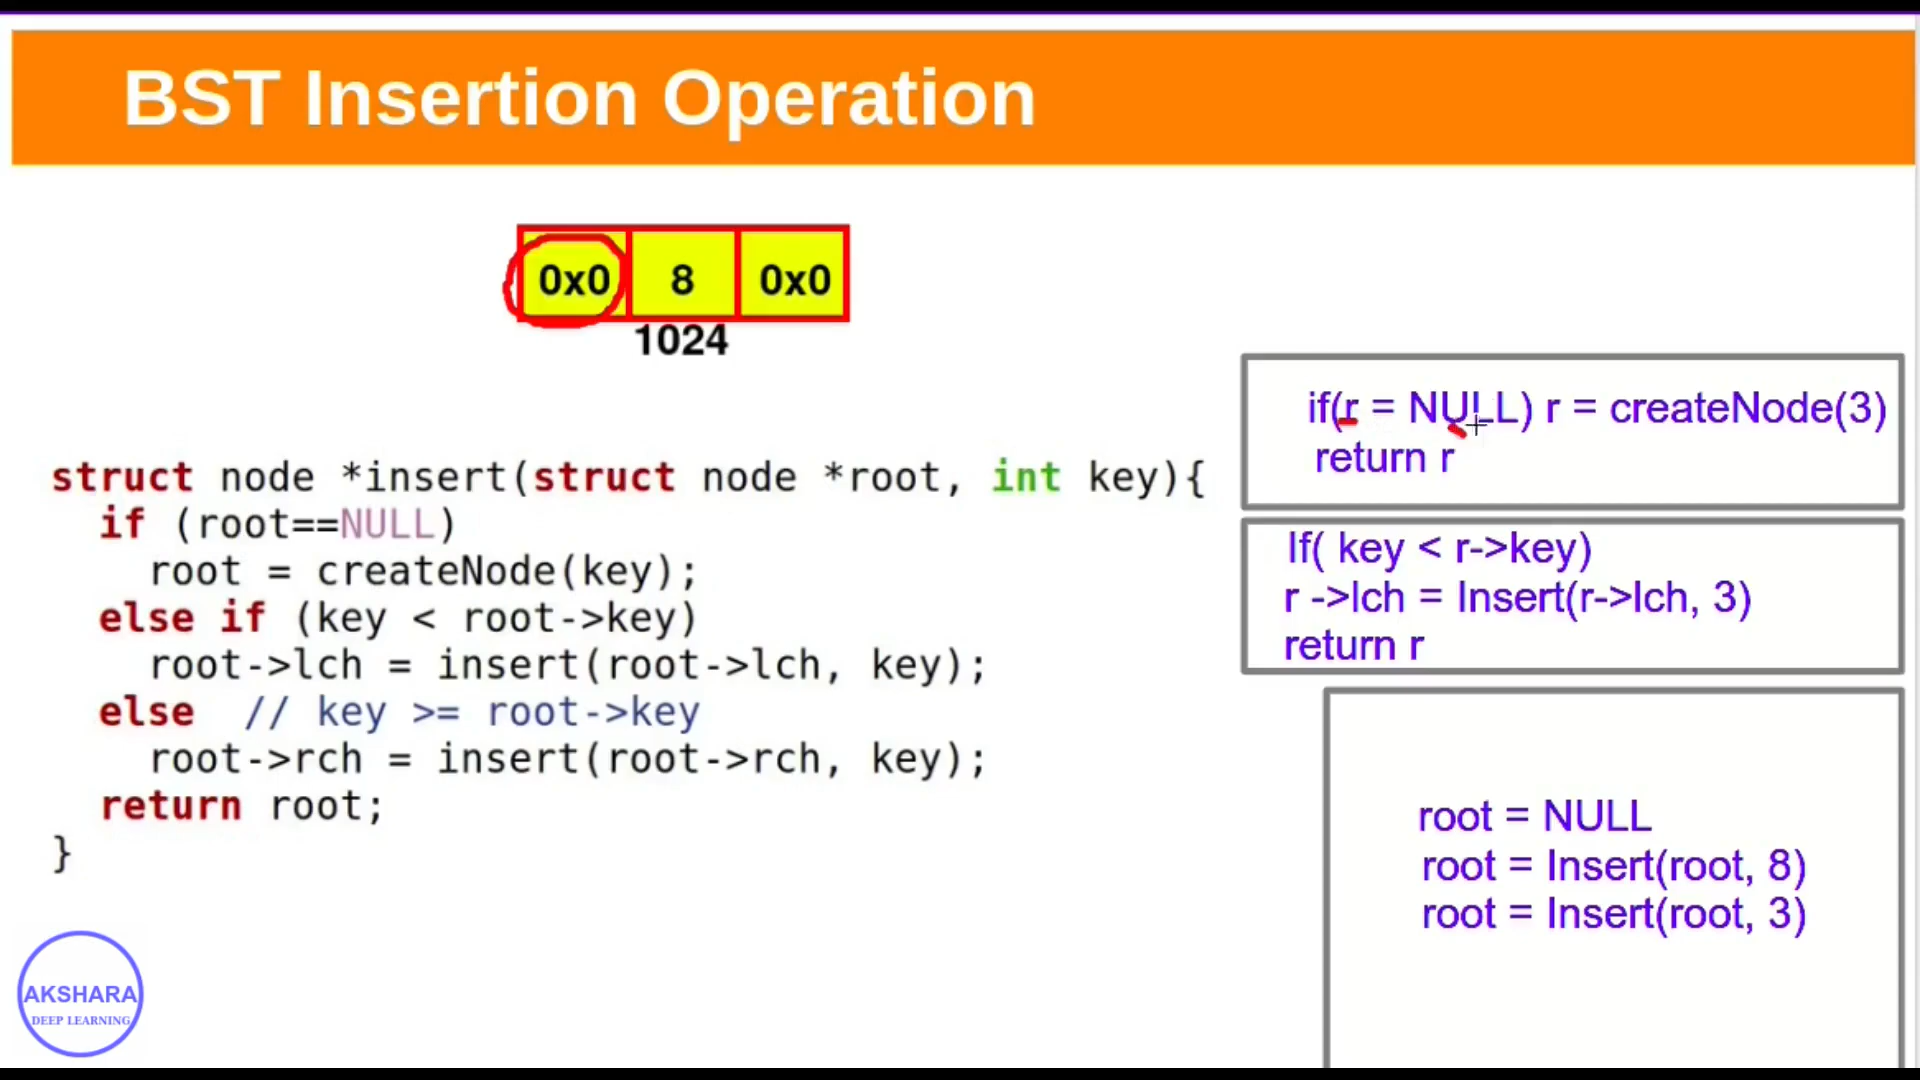 BST Insertion Operation
0x0 8 0x0
1024
struct node *insert(struct node *root, int key){
if (root==NULL)
root = createNode(key);
else if (key < root->key)
root->lch = insert(root->lch, key);
else // key >= root->key
root->rch = insert(root->rch, key);
return root;
}
if(r = NULL) r = createNode(3)
return r
If( key < r->key)
r ->lch = Insert(r->lch, 3)
return r
root = NULL
root = Insert(root, 8)
root = Insert(root, 3)
AKSHARA
DEEP LEARNING